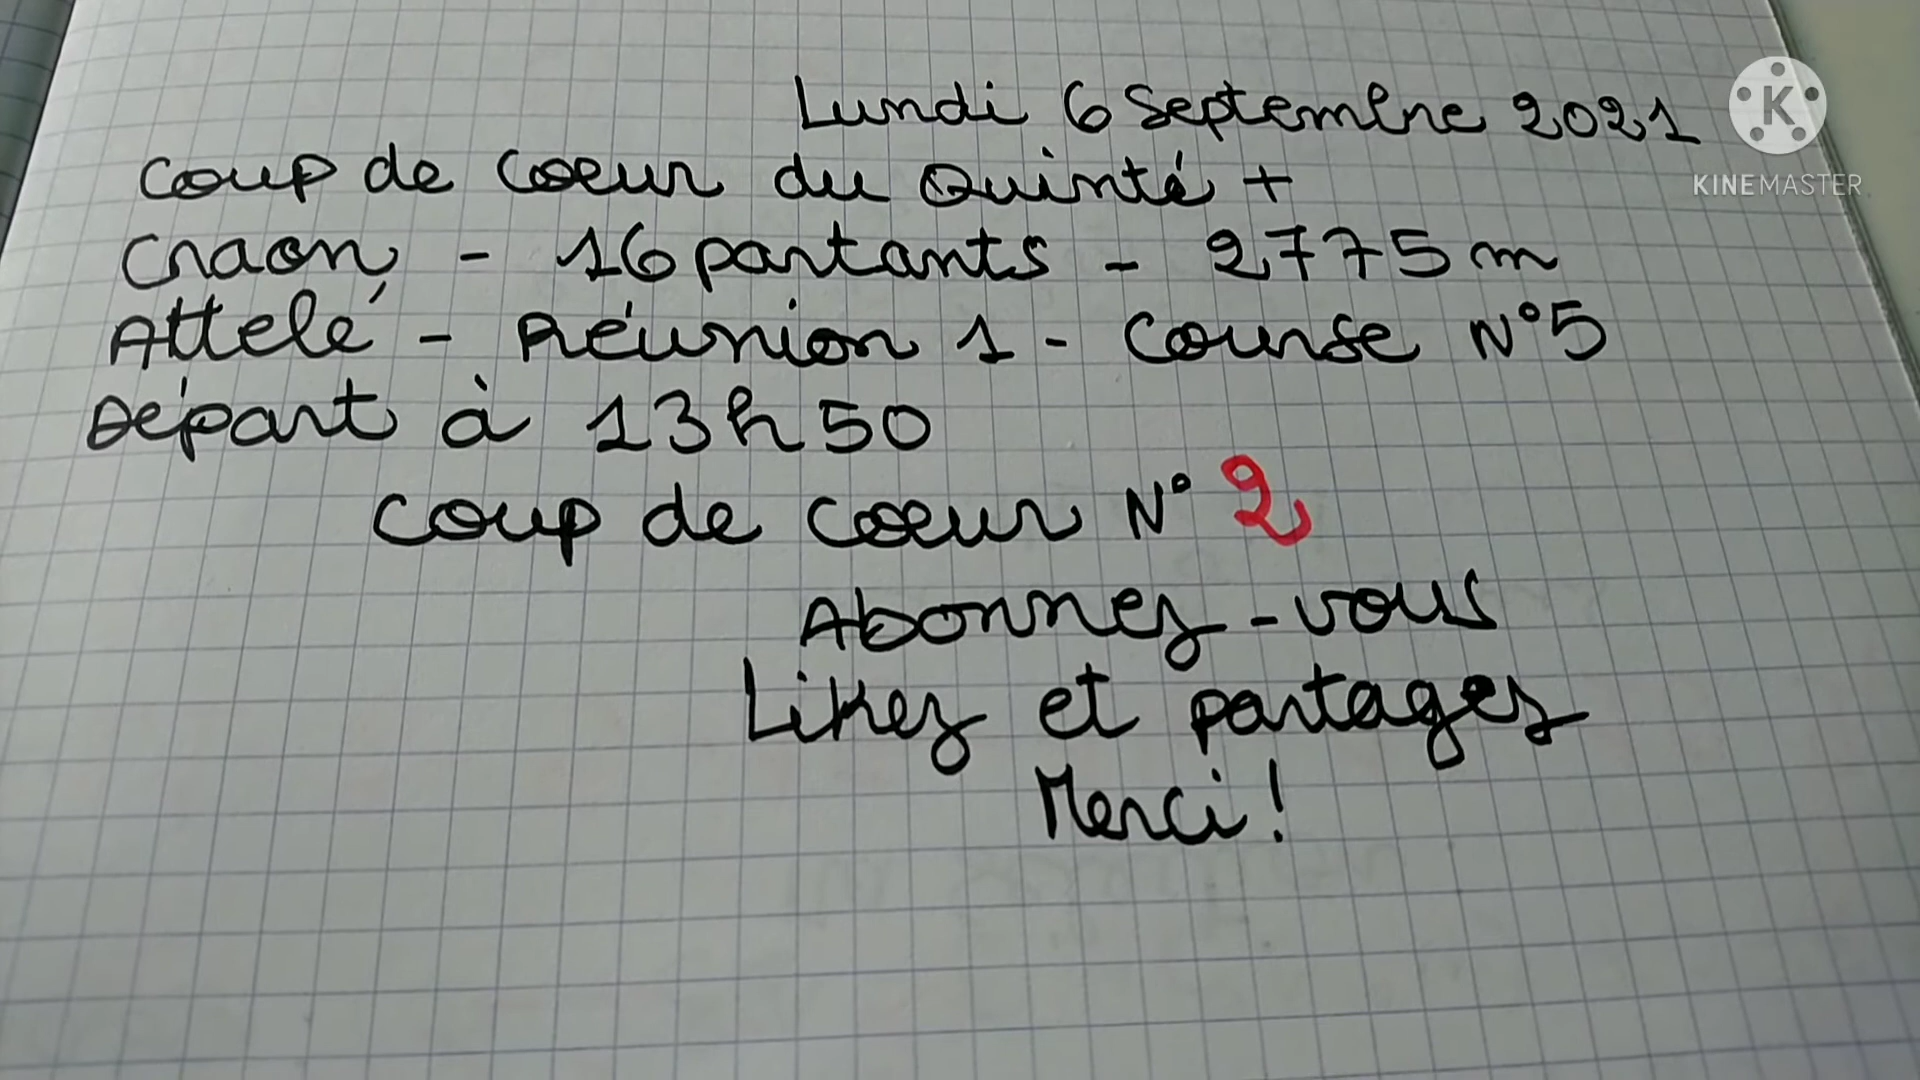 Lundi 6 Septembre 2021
Coup de coeur du Quinté +
Craon - 16 partants - 2775 m
Attelé - Réunion 1 - Course N°5
Départ à 13h50
Coup de coeur N° 2
Abonnez-vous
Likez et partagez
Merci !
K
KINEMASTER